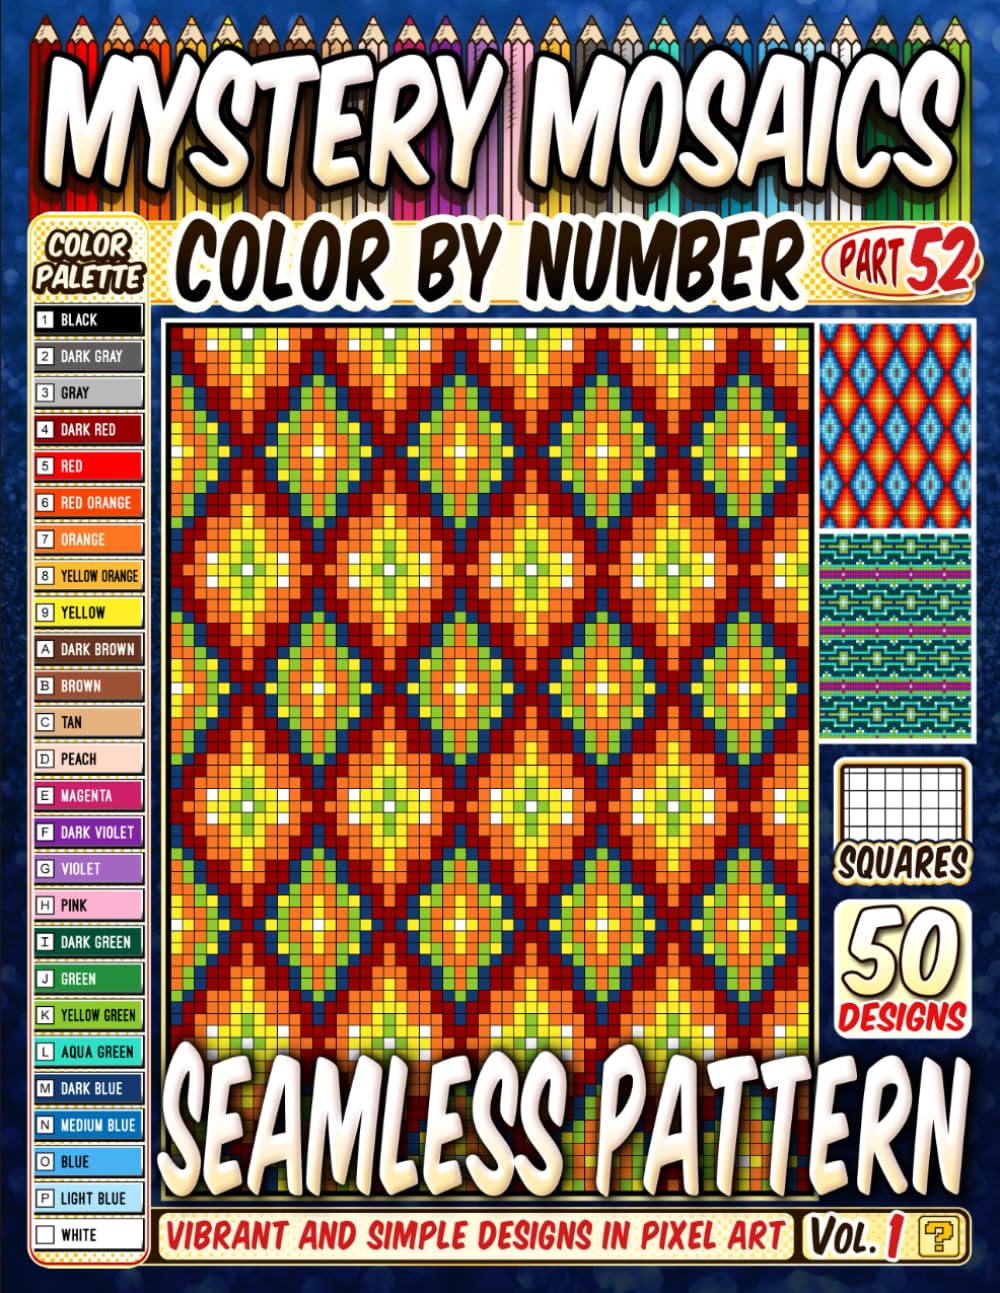 MYSTERY MOSAICS
COLOR BY NUMBER
PART 52
COLOR
PALETTE
1 BLACK
2 DARK GRAY
3 GRAY
4 DARK RED
5 RED
6 RED ORANGE
7 ORANGE
8 YELLOW ORANGE
9 YELLOW
A DARK BROWN
B BROWN
C TAN
D PEACH
E MAGENTA
F DARK VIOLET
G VIOLET
H PINK
I DARK GREEN
J GREEN
K YELLOW GREEN
L AQUA GREEN
M DARK BLUE
N MEDIUM BLUE
O BLUE
P LIGHT BLUE
WHITE
SQUARES
50
DESIGNS
SEAMLESS PATTERN
VIBRANT AND SIMPLE DESIGNS IN PIXEL ART
VOL. 1
?